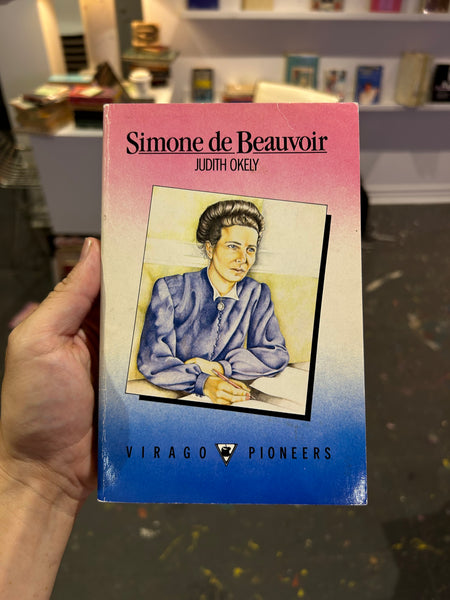 Simone de Beauvoir
JUDITH OKELY
VIRAGO PIONEERS